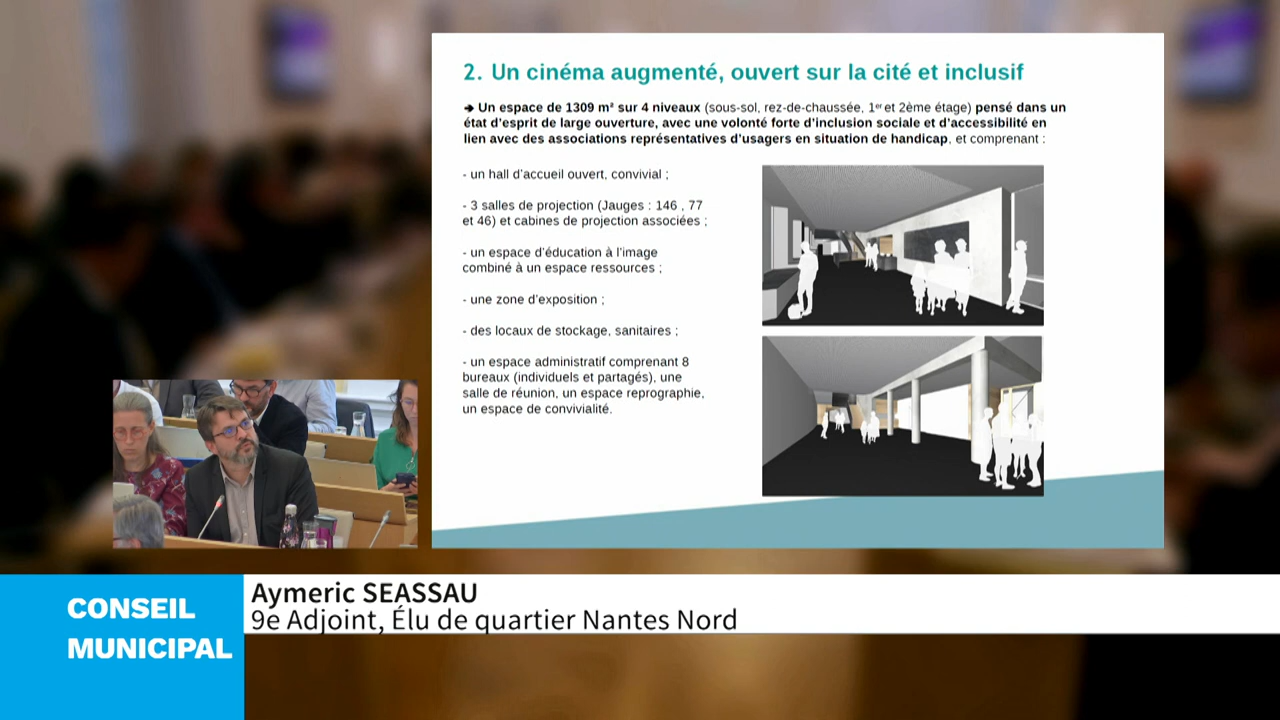 2. Un cinéma augmenté, ouvert sur la cité et inclusif
➔ Un espace de 1309 m² sur 4 niveaux (sous-sol, rez-de-chaussée, 1er et 2ème étage) pensé dans un
état d'esprit de large ouverture, avec une volonté forte d'inclusion sociale et d'accessibilité en
lien avec des associations représentatives d'usagers en situation de handicap, et comprenant :
- un hall d'accueil ouvert, convivial ;
- 3 salles de projection (Jauges : 146 , 77
et 46) et cabines de projection associées ;
- un espace d'éducation à l'image
combiné à un espace ressources ;
- une zone d'exposition ;
- des locaux de stockage, sanitaires ;
- un espace administratif comprenant 8
bureaux (individuels et partagés), une
salle de réunion, un espace reprographie,
un espace de convivialité.
CONSEIL
MUNICIPAL
Aymeric SEASSAU
9e Adjoint, Élu de quartier Nantes Nord